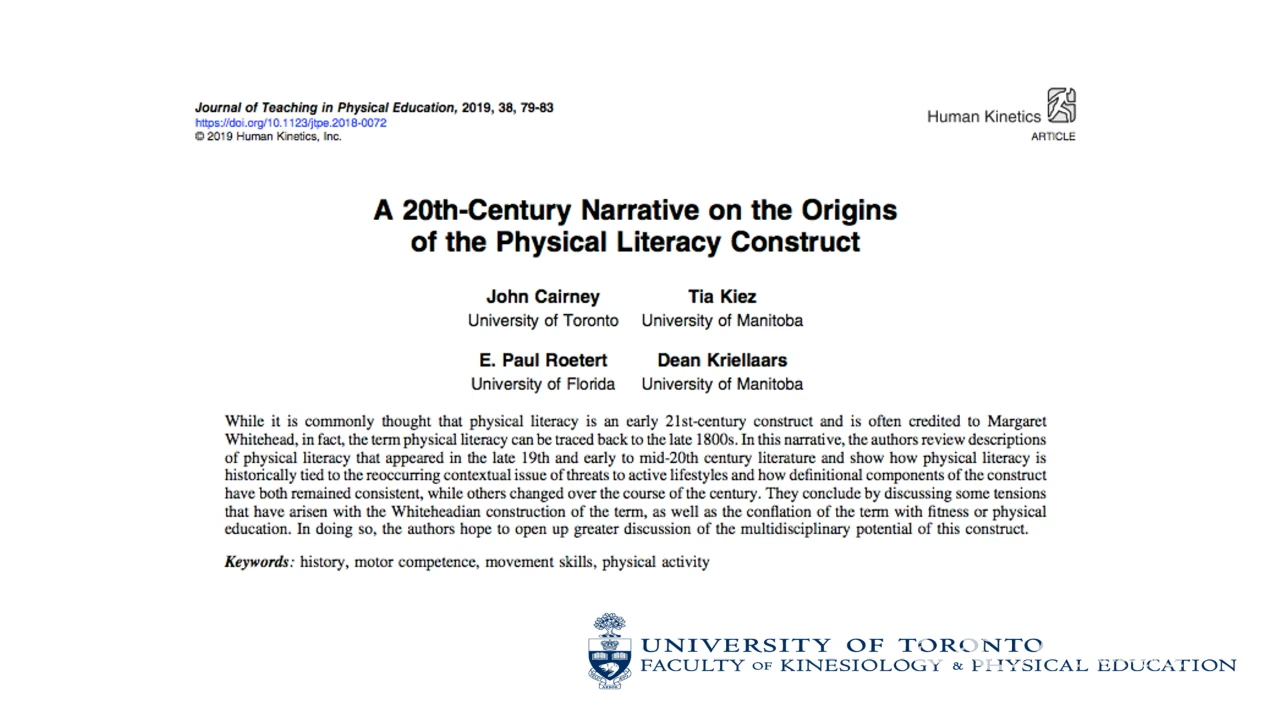 Journal of Teaching in Physical Education, 2019, 38, 79-83
https://doi.org/10.1123/jtpe.2018-0072
© 2019 Human Kinetics, Inc.
Human Kinetics
ARTICLE
A 20th-Century Narrative on the Origins
of the Physical Literacy Construct
John Cairney
University of Toronto
Tia Kiez
University of Manitoba
E. Paul Roetert
University of Florida
Dean Kriellaars
University of Manitoba
While it is commonly thought that physical literacy is an early 21st-century construct and is often credited to Margaret
Whitehead, in fact, the term physical literacy can be traced back to the late 1800s. In this narrative, the authors review descriptions
of physical literacy that appeared in the late 19th and early to mid-20th century literature and show how physical literacy is
historically tied to the reoccurring contextual issue of threats to active lifestyles and how definitional components of the construct
have both remained consistent, while others changed over the course of the century. They conclude by discussing some tensions
that have arisen with the Whiteheadian construction of the term, as well as the conflation of the term with fitness or physical
education. In doing so, the authors hope to open up greater discussion of the multidisciplinary potential of this construct.
Keywords: history, motor competence, movement skills, physical activity
UNIVERSITY OF TORONTO
FACULTY OF KINESIOLOGY & PHYSICAL EDUCATION